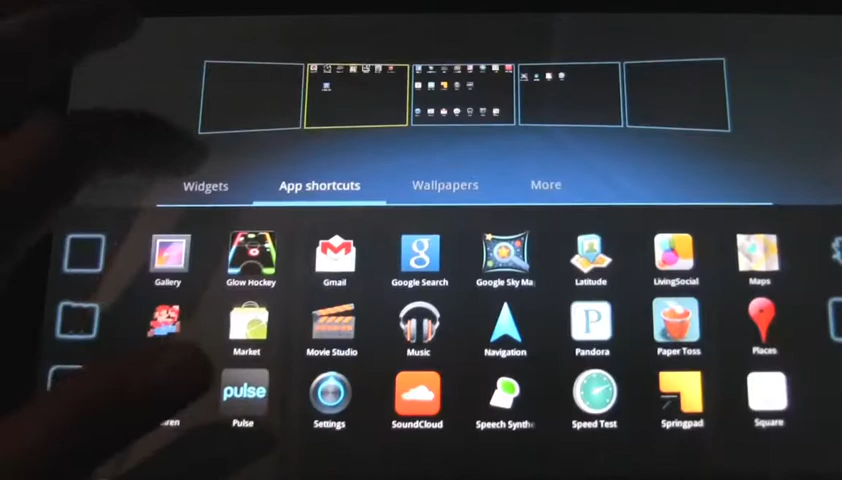 Widgets App shortcuts Wallpapers More
Gallery Glow Hockey Gmail Google Search Google Sky Ma Latitude LivingSocial Maps
Market Movie Studio Music Navigation Pandora Paper Toss Places
pulse
Pulse Settings SoundCloud Speech Synth Speed Test Springpad Square